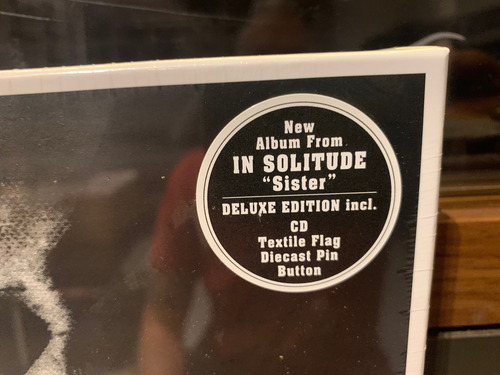 New
Album From
IN SOLITUDE
"Sister"
DELUXE EDITION incl.
CD
Textile Flag
Diecast Pin
Button